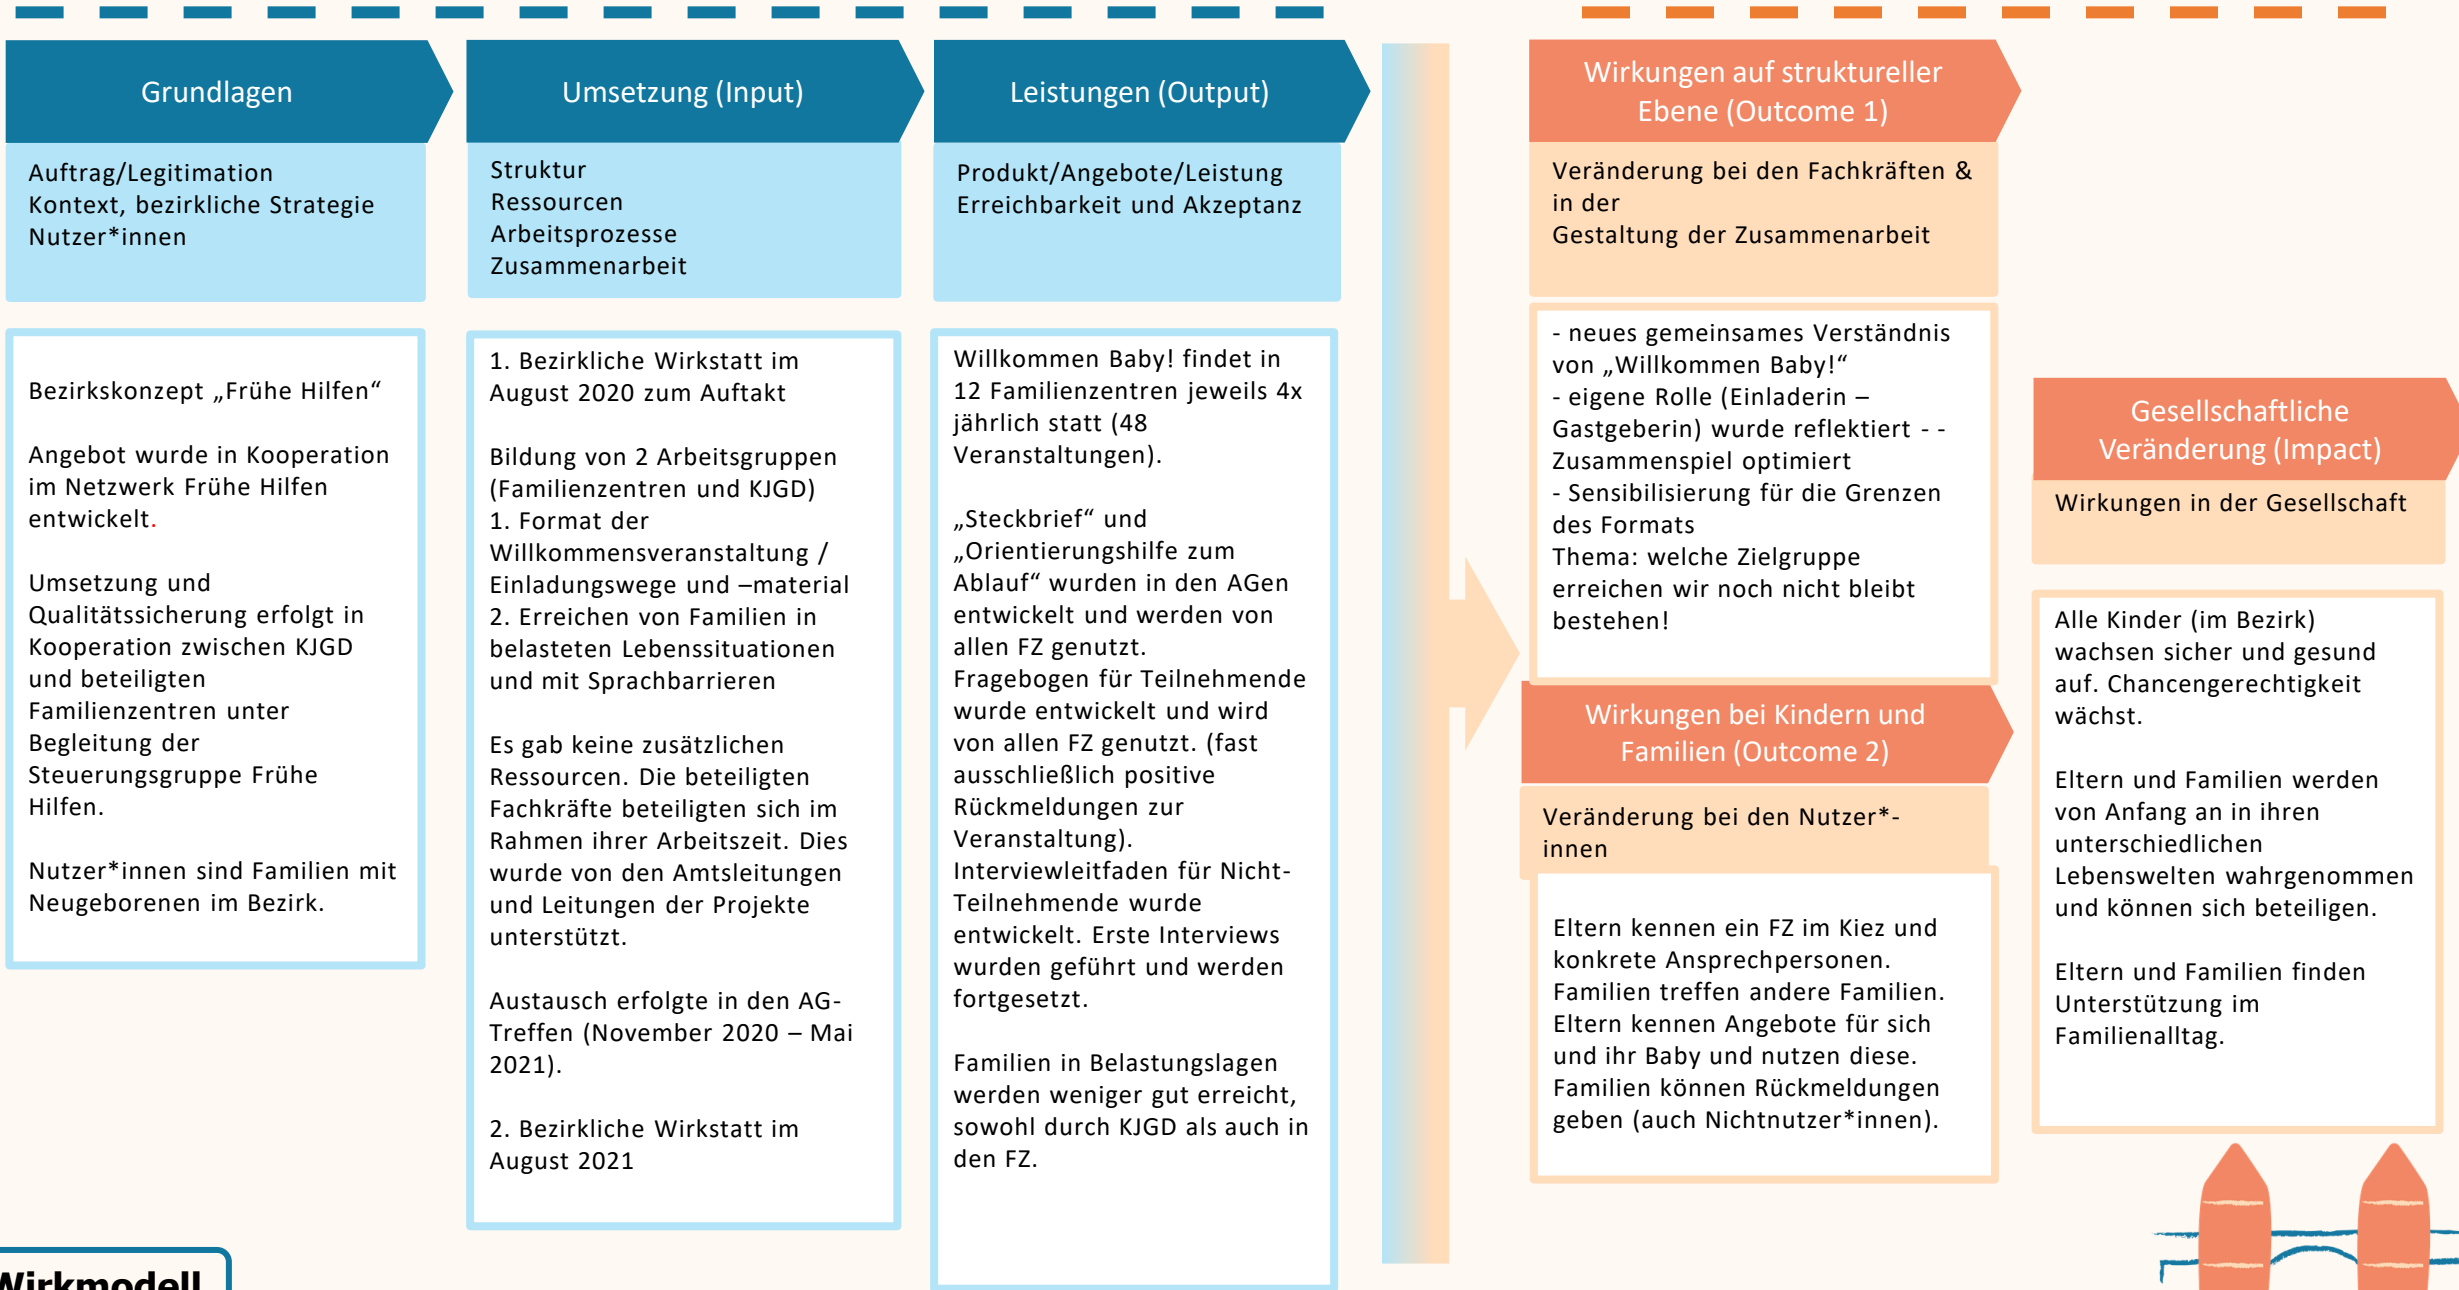 Grundlagen
Auftrag/Legitimation
Kontext, bezirkliche Strategie
Nutzer*innen
Bezirkskonzept „Frühe Hilfen“
Angebot wurde in Kooperation
im Netzwerk Frühe Hilfen
entwickelt.
Umsetzung und
Qualitätssicherung erfolgt in
Kooperation zwischen KJGD
und beteiligten
Familienzentren unter
Begleitung der
Steuerungsgruppe Frühe
Hilfen.
Nutzer*innen sind Familien mit
Neugeborenen im Bezirk.
Umsetzung (Input)
Struktur
Ressourcen
Arbeitsprozesse
Zusammenarbeit
1. Bezirkliche Wirkstatt im
August 2020 zum Auftakt
Bildung von 2 Arbeitsgruppen
(Familienzentren und KJGD)
1. Format der
Willkommensveranstaltung /
Einladungswege und –material
2. Erreichen von Familien in
belasteten Lebenssituationen
und mit Sprachbarrieren
Es gab keine zusätzlichen
Ressourcen. Die beteiligten
Fachkräfte beteiligten sich im
Rahmen ihrer Arbeitszeit. Dies
wurde von den Amtsleitungen
und Leitungen der Projekte
unterstützt.
Austausch erfolgte in den AG-
Treffen (November 2020 – Mai
2021).
2. Bezirkliche Wirkstatt im
August 2021
Leistungen (Output)
Produkt/Angebote/Leistung
Erreichbarkeit und Akzeptanz
Willkommen Baby! findet in
12 Familienzentren jeweils 4x
jährlich statt (48
Veranstaltungen).
„Steckbrief“ und
„Orientierungshilfe zum
Ablauf“ wurden in den AGen
entwickelt und werden von
allen FZ genutzt.
Fragebogen für Teilnehmende
wurde entwickelt und wird
von allen FZ genutzt. (fast
ausschließlich positive
Rückmeldungen zur
Veranstaltung).
Interviewleitfaden für Nicht-
Teilnehmende wurde
entwickelt. Erste Interviews
wurden geführt und werden
fortgesetzt.
Familien in Belastungslagen
werden weniger gut erreicht,
sowohl durch KJGD als auch in
den FZ.
Wirkungen auf struktureller
Ebene (Outcome 1)
Veränderung bei den Fachkräften &
in der
Gestaltung der Zusammenarbeit
- neues gemeinsames Verständnis
von „Willkommen Baby!“
- eigene Rolle (Einladerin –
Gastgeberin) wurde reflektiert - -
Zusammenspiel optimiert
- Sensibilisierung für die Grenzen
des Formats
Thema: welche Zielgruppe
erreichen wir noch nicht bleibt
bestehen!
Wirkungen bei Kindern und
Familien (Outcome 2)
Veränderung bei den Nutzer*-
innen
Eltern kennen ein FZ im Kiez und
konkrete Ansprechpersonen.
Familien treffen andere Familien.
Eltern kennen Angebote für sich
und ihr Baby und nutzen diese.
Familien können Rückmeldungen
geben (auch Nichtnutzer*innen).
Gesellschaftliche
Veränderung (Impact)
Wirkungen in der Gesellschaft
Alle Kinder (im Bezirk)
wachsen sicher und gesund
auf. Chancengerechtigkeit
wächst.
Eltern und Familien werden
von Anfang an in ihren
unterschiedlichen
Lebenswelten wahrgenommen
und können sich beteiligen.
Eltern und Familien finden
Unterstützung im
Familienalltag.
Wirkmodell